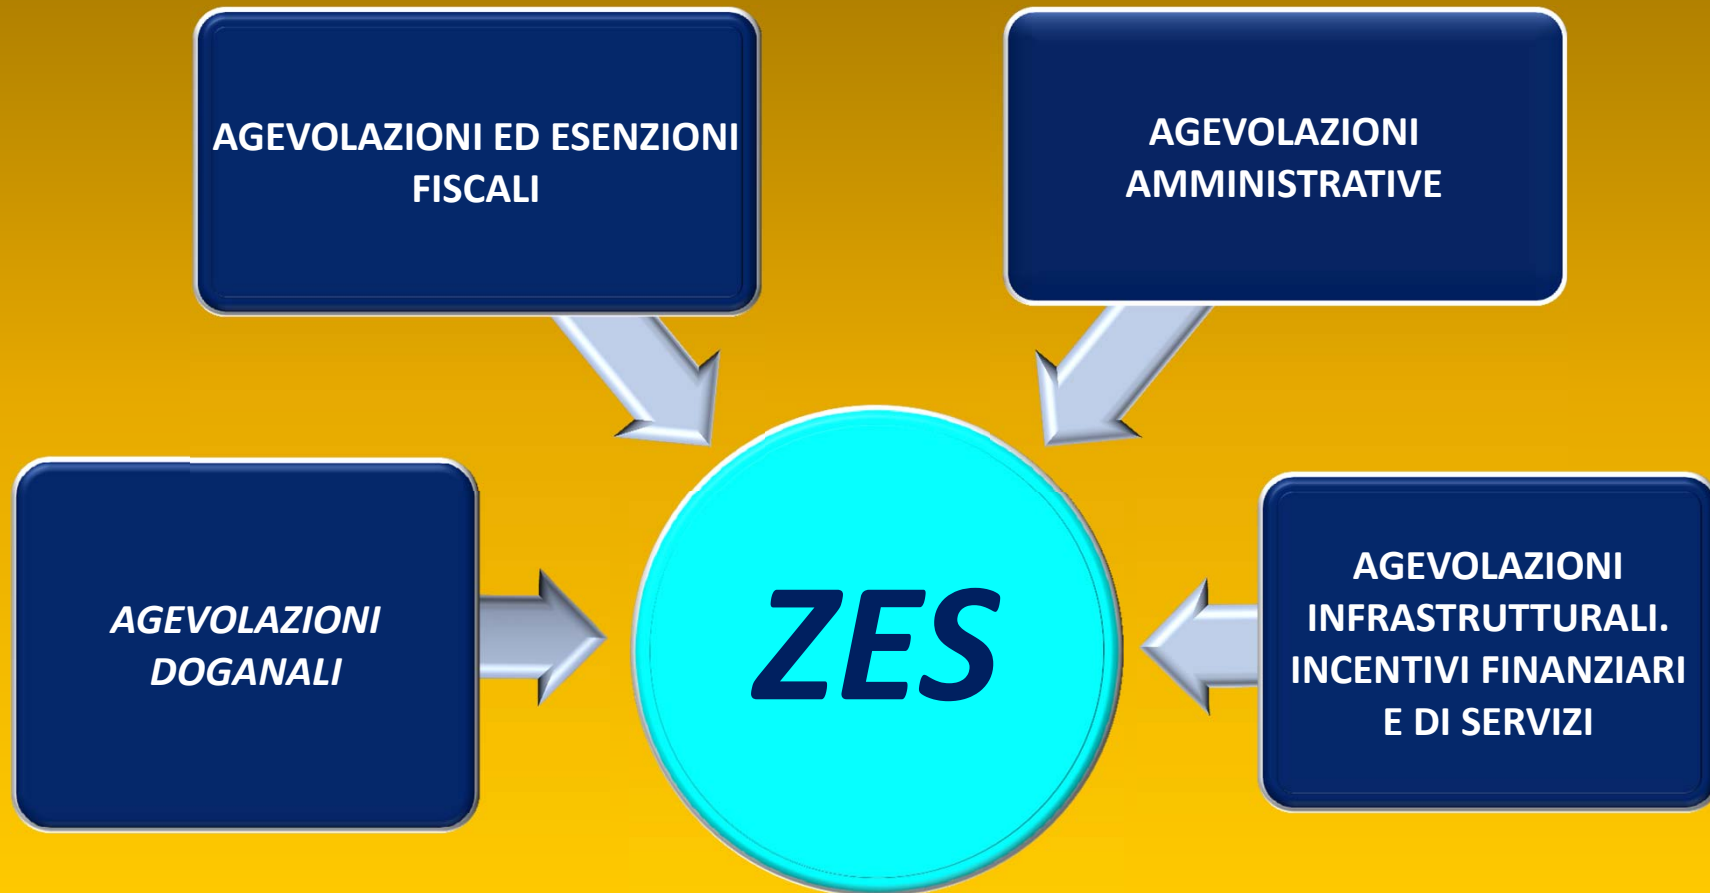 AGEVOLAZIONI ED ESENZIONI
FISCALI
AGEVOLAZIONI
AMMINISTRATIVE
AGEVOLAZIONI
DOGANALI
ZES
AGEVOLAZIONI
INFRASTRUTTURALI.
INCENTIVI FINANZIARI
E DI SERVIZI